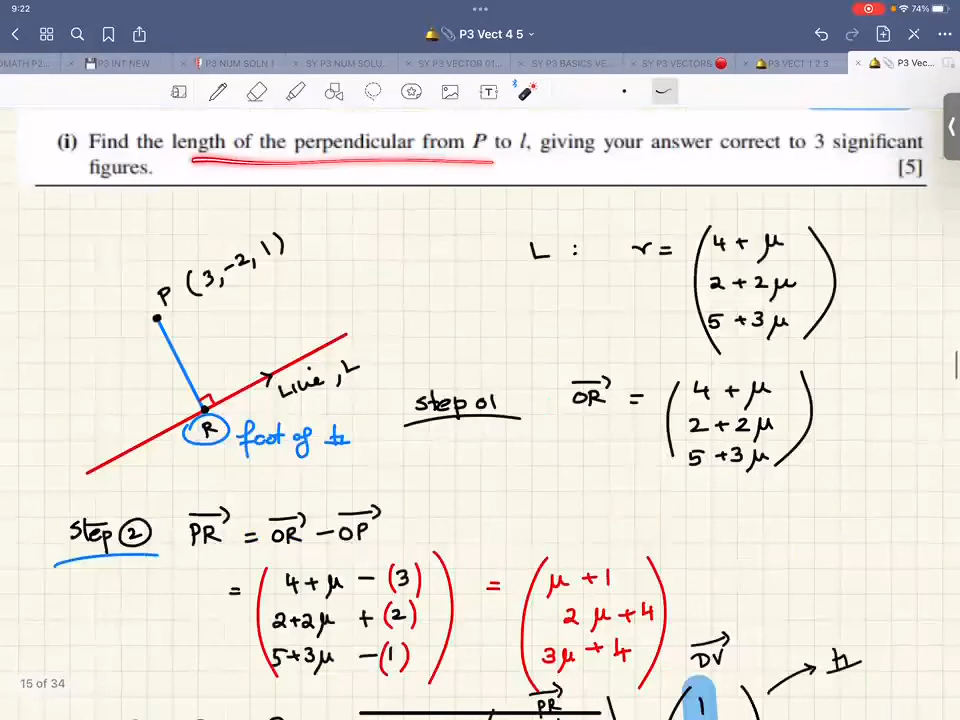 9:22
74%
P3 Vect 4 5
OMATH P2...
P3 INT NEW
P3 NUM SOLN 1
SY P3 NUM SOLU...
SY P3 VECTOR 01...
SY P3 BASICS VE...
SY P3 VECTORS
P3 VECT 1 2 3
P3 Vec...
(i) Find the length of the perpendicular from P to l, giving your answer correct to 3 significant
figures. [5]
P (3, -2, 1)
L : r = (4 + μ
2 + 2μ
5 + 3μ)
Line, L
R foot of
step 01 OR = (4 + μ
2 + 2μ
5 + 3μ)
step 2 PR = OR - OP
= (4 + μ - (3)
2+2μ + (2)
5+3μ - (1)) = (μ + 1
2μ + 4
3μ + 4)
DV
PR
1
15 of 34